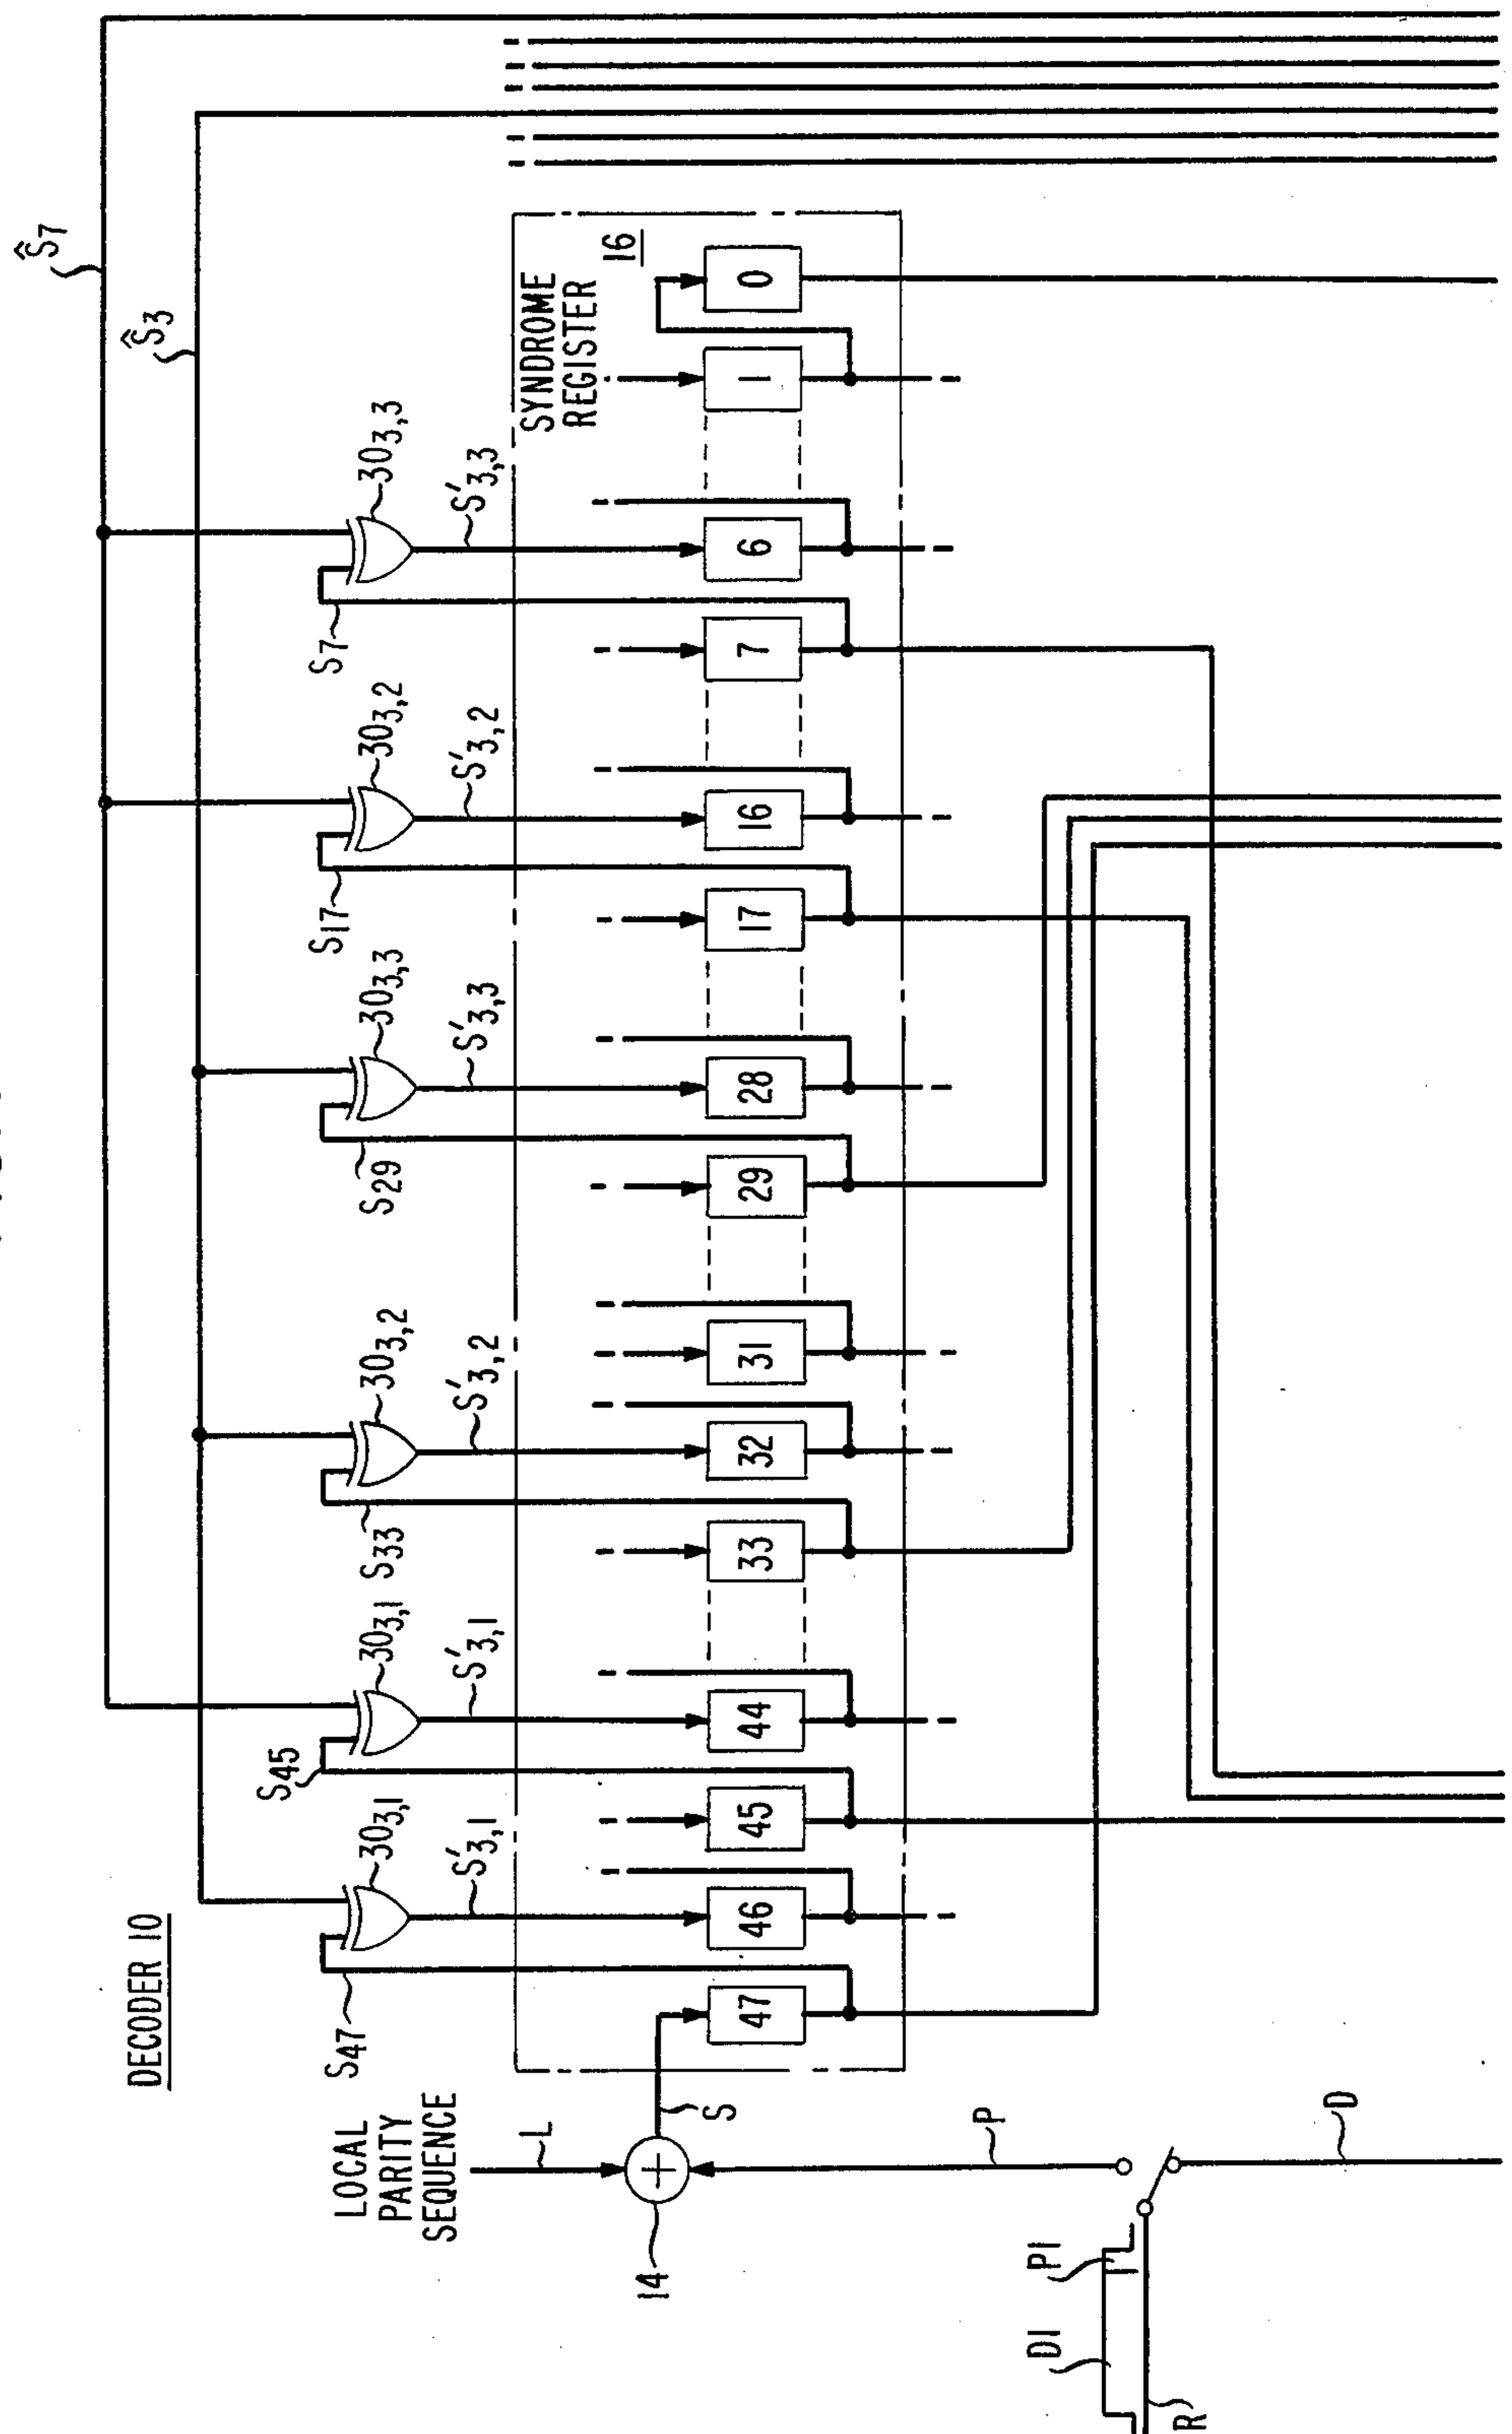 Ŝ7
DECODER 10
Ŝ3
S45
S47
S33
S29
S17
S7
30₃,₁
30₃,₁
30₃,₂
30₃,₃
30₃,₂
30₃,₃
S'₃,₁
S'₃,₁
S'₃,₂
S'₃,₃
S'₃,₂
S'₃,₃
LOCAL
PARITY
SEQUENCE
L
SYNDROME
REGISTER
16
14
S
47
46
45
44
33
32
31
29
28
17
16
7
6
1
0
P
D1
P1
R
D